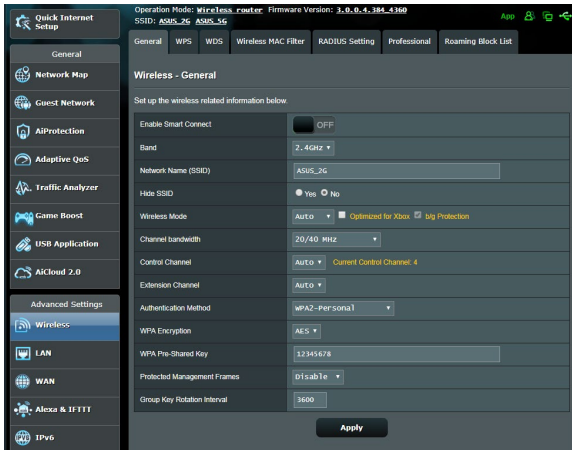 Quick Internet
Setup
Operation Mode: Wireless router Firmware Version: 3.0.0.4.384_4360
SSID: ASUS_2G ASUS_5G
App
General
WPS
WDS
Wireless MAC Filter
RADIUS Setting
Professional
Roaming Block List
General
Network Map
Guest Network
AiProtection
Adaptive QoS
Traffic Analyzer
Game Boost
USB Application
AiCloud 2.0
Advanced Settings
Wireless
LAN
WAN
Alexa & IFTTT
IPv6
Wireless - General
Set up the wireless related information below.
Enable Smart Connect OFF
Band 2.4GHz
Network Name (SSID) ASUS_2G
Hide SSID Yes No
Wireless Mode Auto Optimized for Xbox b/g Protection
Channel bandwidth 20/40 MHz
Control Channel Auto Current Control Channel: 4
Extension Channel Auto
Authentication Method WPA2-Personal
WPA Encryption AES
WPA Pre-Shared Key 12345678
Protected Management Frames Disable
Group Key Rotation Interval 3600
Apply